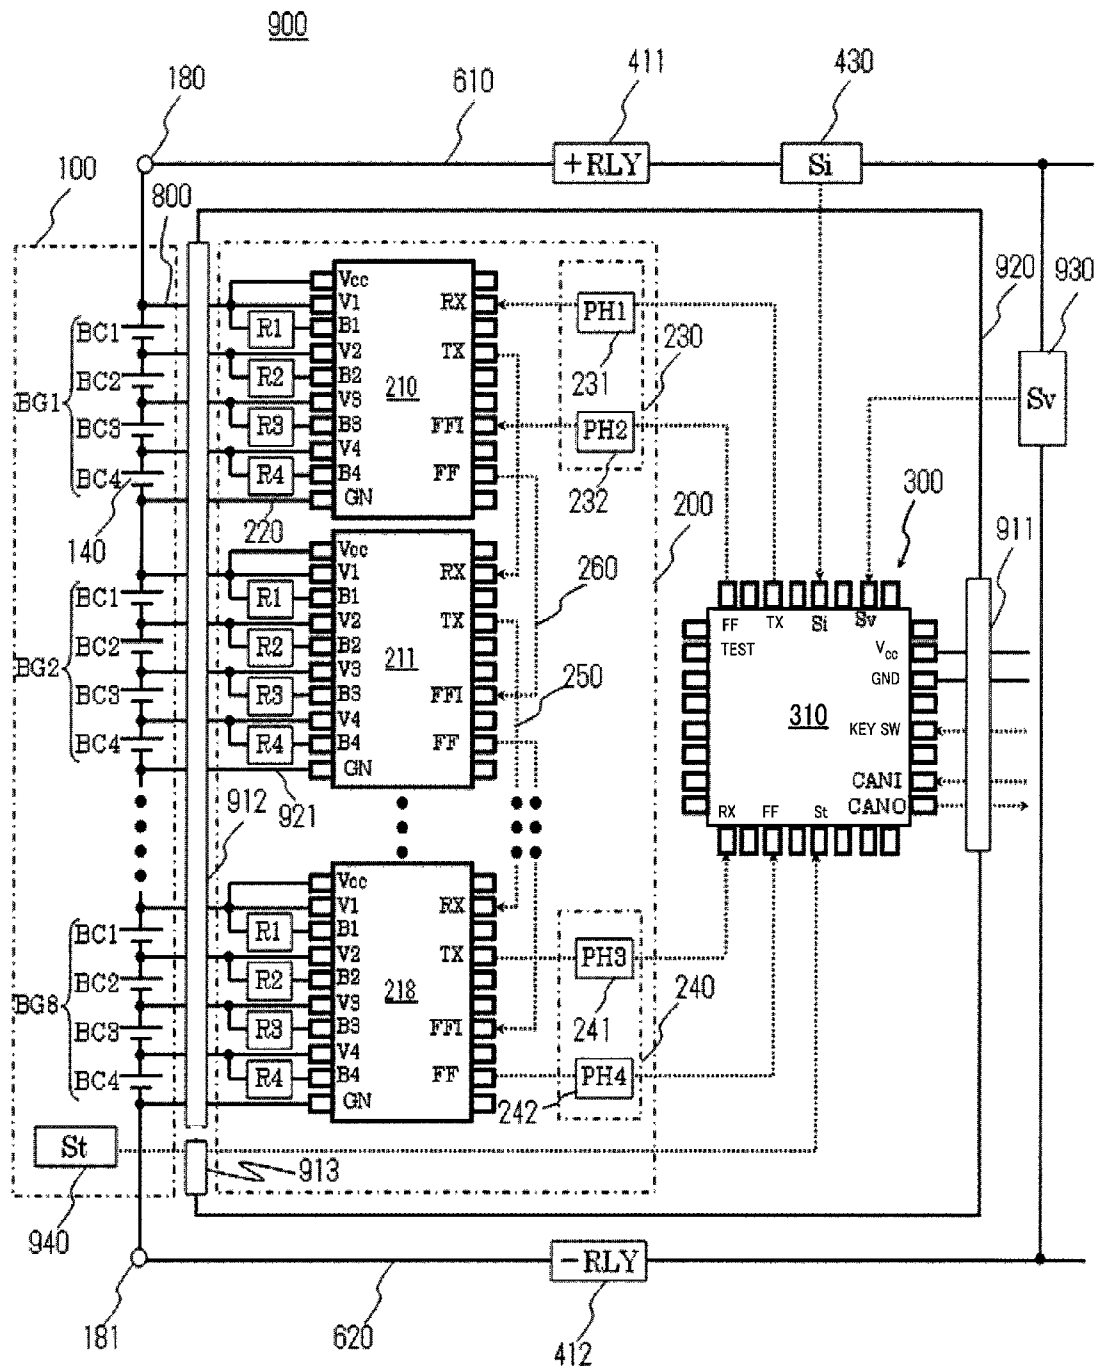 900
180
610
411
430
+RLY
Si
100
800
920
930
Vcc
V1
R1
B1
V2
R2
B2
V3
R3
B3
V4
R4
B4
GN
210
RX
TX
FFI
FF
PH1
231
PH2
232
230
Sv
BC1
BC2
BG1
BC3
BC4
140
220
200
300
911
Vcc
V1
R1
B1
V2
R2
B2
V3
R3
B3
V4
R4
B4
GN
211
RX
TX
FFI
FF
260
250
BC1
BC2
BG2
BC3
BC4
FF
TX
Si
Sv
TEST
Vcc
GND
310
KEY SW
CANI
CANO
RX
FF
St
912
921
Vcc
V1
R1
B1
V2
R2
B2
V3
R3
B3
V4
R4
B4
GN
218
RX
TX
FFI
FF
BC1
BC2
BG8
BC3
BC4
PH3
241
PH4
242
240
St
913
940
-RLY
181
620
412